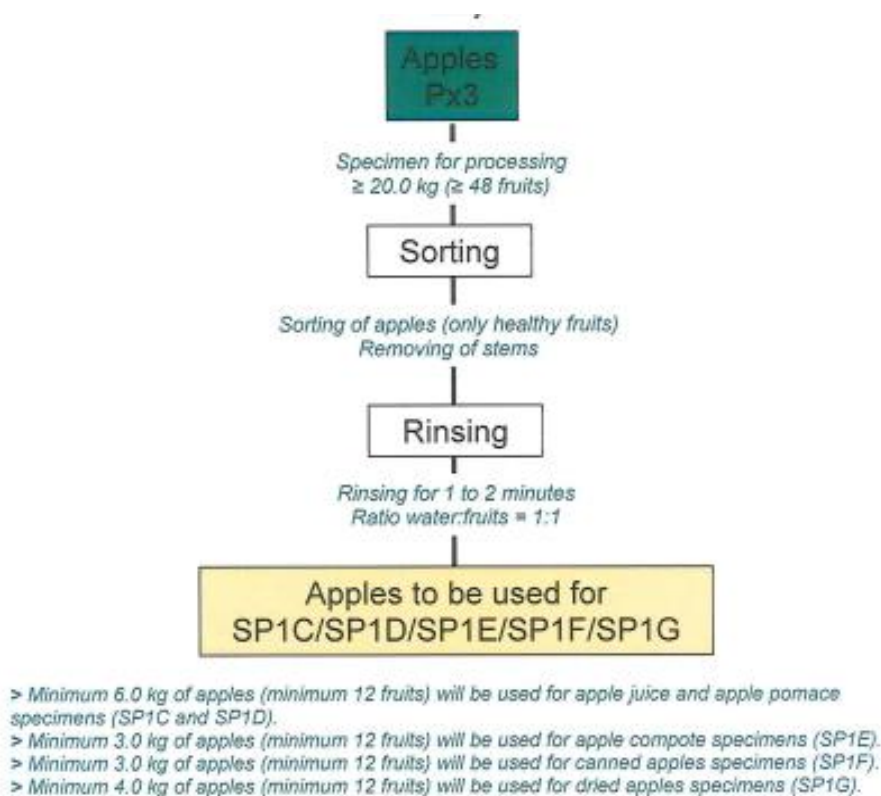 Apples
Px3
Specimen for processing
≥ 20.0 kg (≥ 48 fruits)
Sorting
Sorting of apples (only healthy fruits)
Removing of stems
Rinsing
Rinsing for 1 to 2 minutes
Ratio water:fruits = 1:1
Apples to be used for
SP1C/SP1D/SP1E/SP1F/SP1G
> Minimum 6.0 kg of apples (minimum 12 fruits) will be used for apple juice and apple pomace
specimens (SP1C and SP1D).
> Minimum 3.0 kg of apples (minimum 12 fruits) will be used for apple compote specimens (SP1E).
> Minimum 3.0 kg of apples (minimum 12 fruits) will be used for canned apples specimens (SP1F).
> Minimum 4.0 kg of apples (minimum 12 fruits) will be used for dried apples specimens (SP1G).